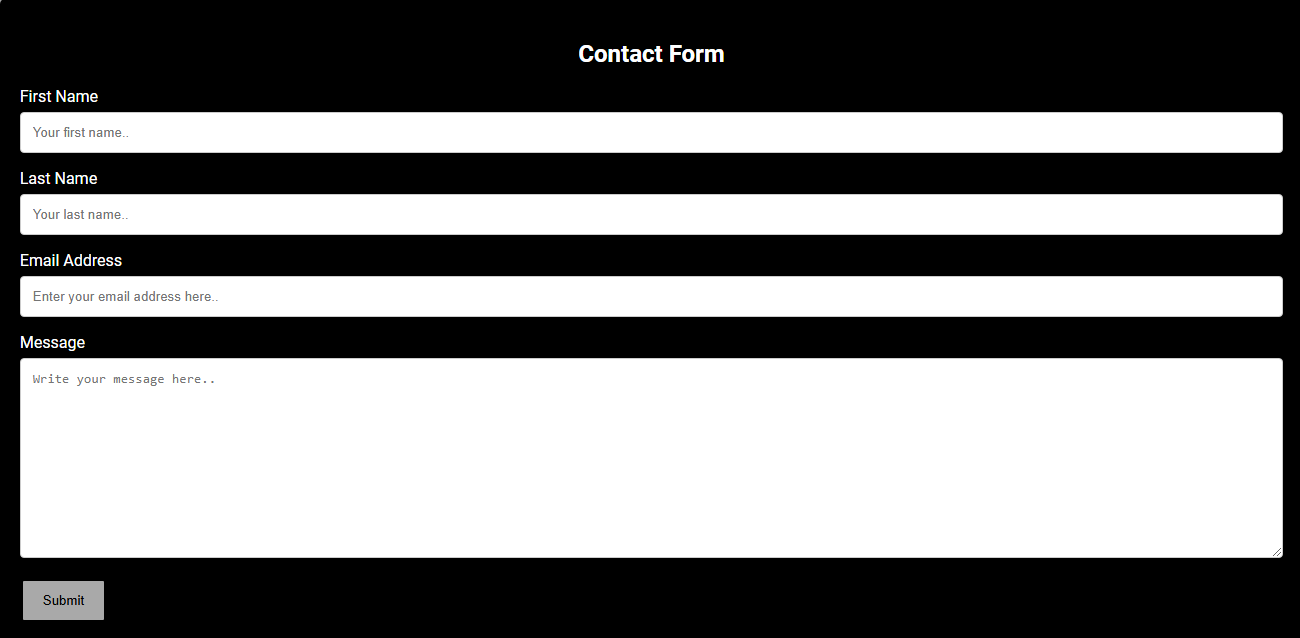 Contact Form
First Name
Your first name..
Last Name
Your last name..
Email Address
Enter your email address here..
Message
Write your message here..
Submit